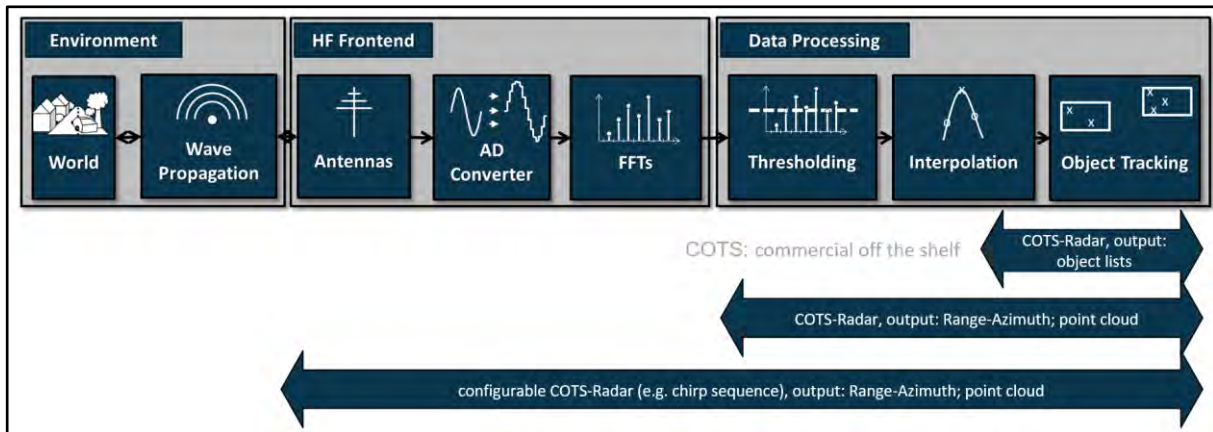 Environment
HF Frontend
Data Processing
World
Wave
Propagation
Antennas
AD
Converter
FFTs
Thresholding
Interpolation
x
x
x x
x
Object Tracking
COTS: commercial off the shelf
COTS-Radar, output:
object lists
COTS-Radar, output: Range-Azimuth; point cloud
configurable COTS-Radar (e.g. chirp sequence), output: Range-Azimuth; point cloud